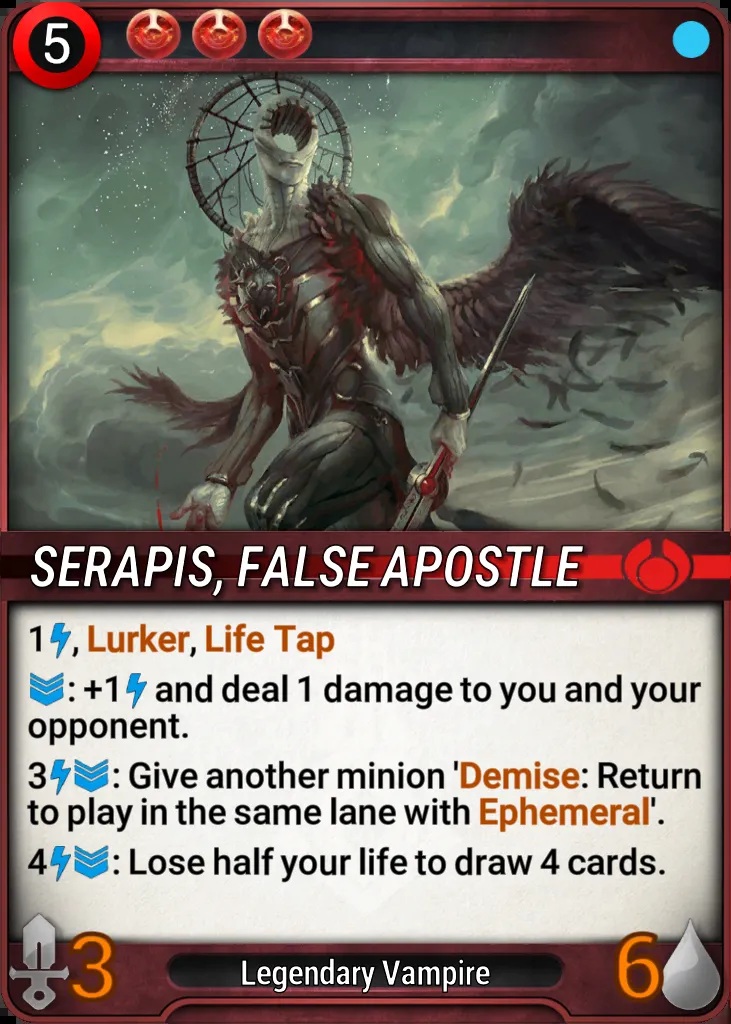 5
SERAPIS, FALSE APOSTLE
1, Lurker, Life Tap
: +1 and deal 1 damage to you and your
opponent.
3: Give another minion 'Demise: Return
to play in the same lane with Ephemeral'.
4: Lose half your life to draw 4 cards.
3
Legendary Vampire
6